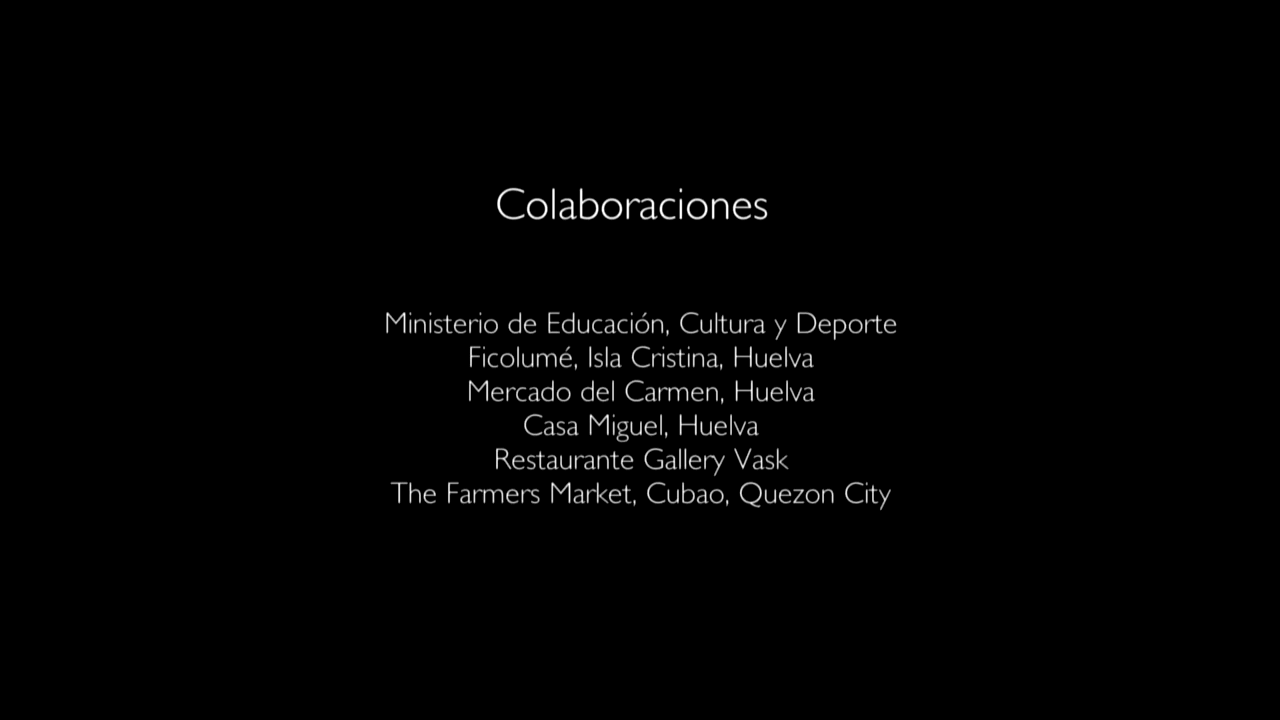 Colaboraciones
Ministerio de Educación, Cultura y Deporte
Ficolumé, Isla Cristina, Huelva
Mercado del Carmen, Huelva
Casa Miguel, Huelva
Restaurante Gallery Vask
The Farmers Market, Cubao, Quezon City